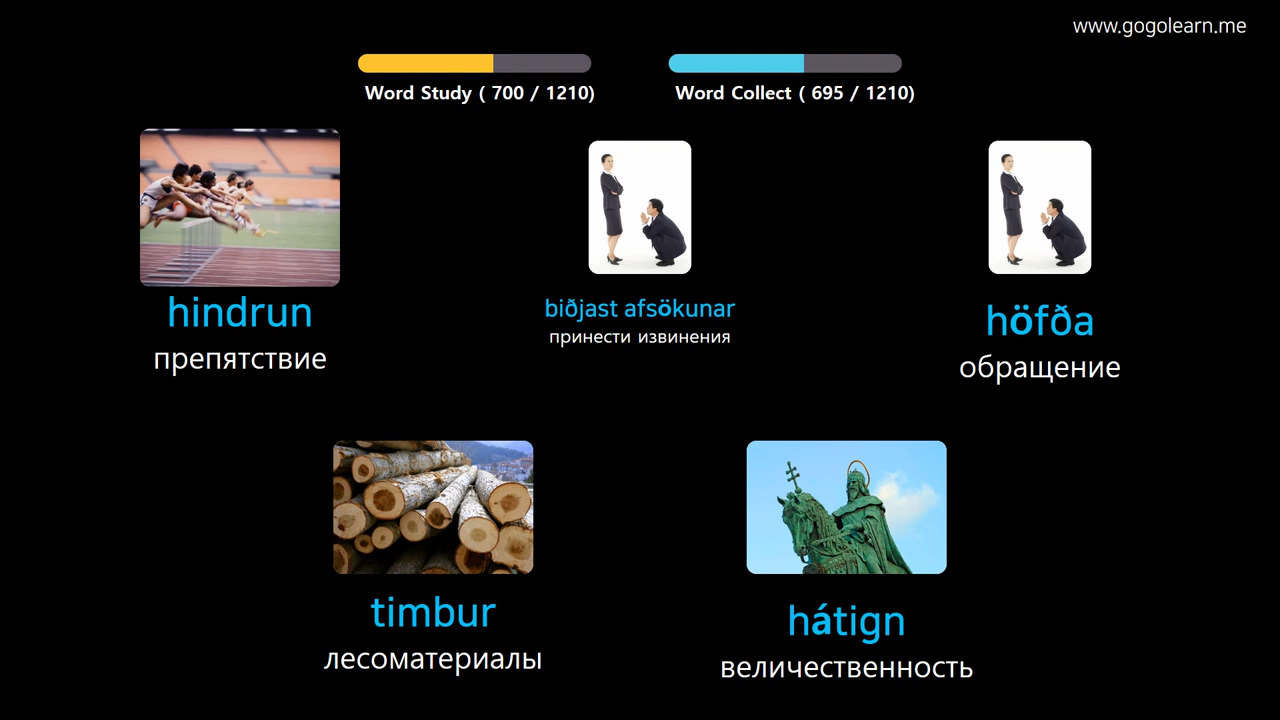 www.gogolearn.me
Word Study ( 700 / 1210)
Word Collect ( 695 / 1210)
hindrun
препятствие
biðjast afsökunar
принести извинения
höfða
обращение
timbur
лесоматериалы
hátign
величественность